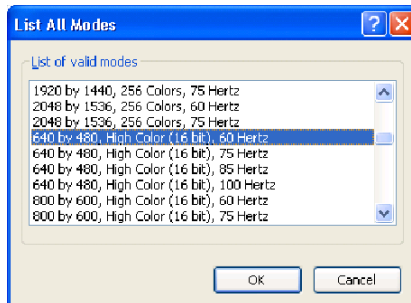 List All Modes
List of valid modes
1920 by 1440, 256 Colors, 75 Hertz
2048 by 1536, 256 Colors, 60 Hertz
2048 by 1536, 256 Colors, 75 Hertz
640 by 480, High Color (16 bit), 60 Hertz
640 by 480, High Color (16 bit), 75 Hertz
640 by 480, High Color (16 bit), 85 Hertz
640 by 480, High Color (16 bit), 100 Hertz
800 by 600, High Color (16 bit), 60 Hertz
800 by 600, High Color (16 bit), 75 Hertz
OK Cancel